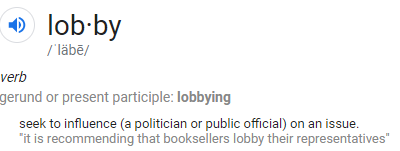 lob·by
/ˈläbē/
verb
gerund or present participle: lobbying
seek to influence (a politician or public official) on an issue.
"it is recommending that booksellers lobby their representatives"